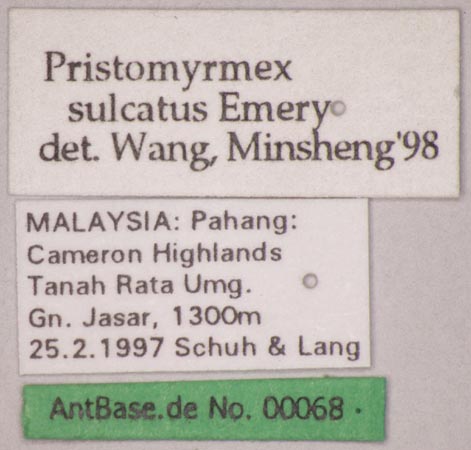 Pristomyrmex
sulcatus Emery
det. Wang, Minsheng'98
MALAYSIA: Pahang:
Cameron Highlands
Tanah Rata Umg.
Gn. Jasar, 1300m
25.2.1997 Schuh & Lang
AntBase.de No. 00068 ·